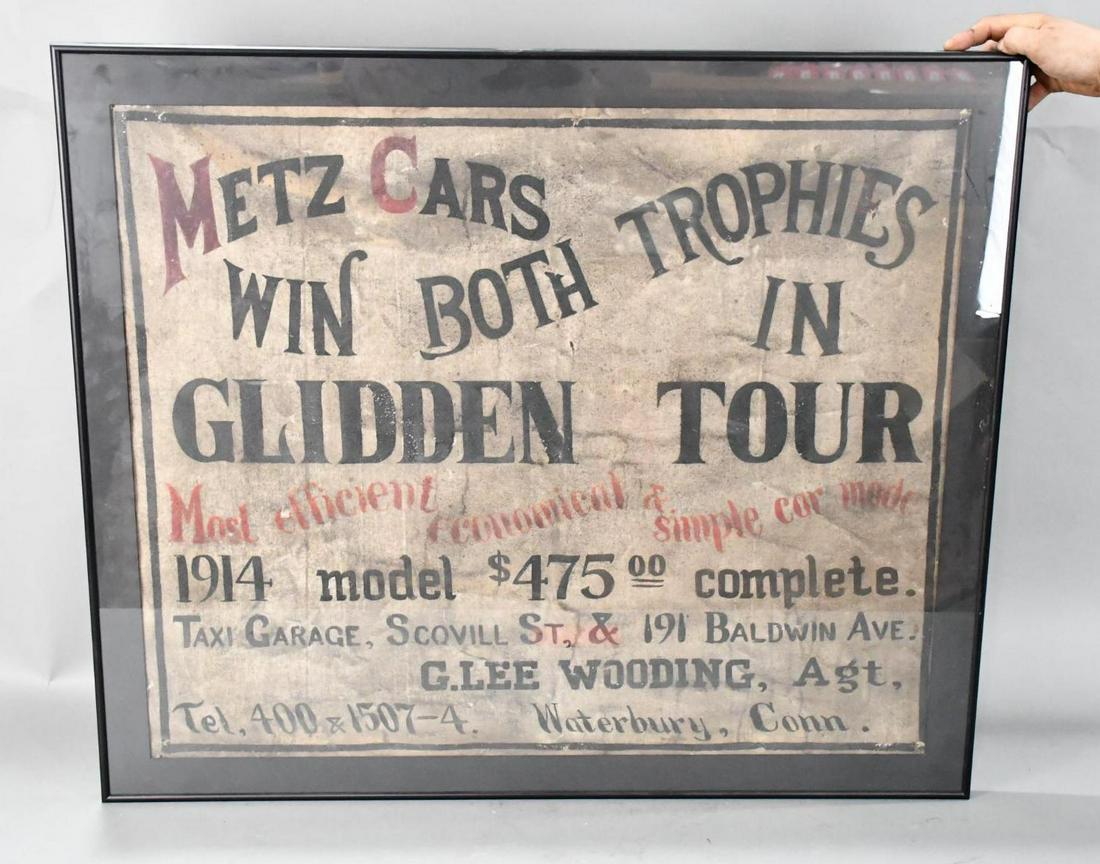 METZ CARS
WIN BOTH TROPHIES IN
GLIDDEN TOUR
Most efficient economical & simple car made
1914 model $475 00 complete.
TAXI GARAGE, SCOVILL ST, & 191 BALDWIN AVE.
G.LEE WOODING, Agt,
Tel, 400 & 1507-4. Waterbury, Conn.